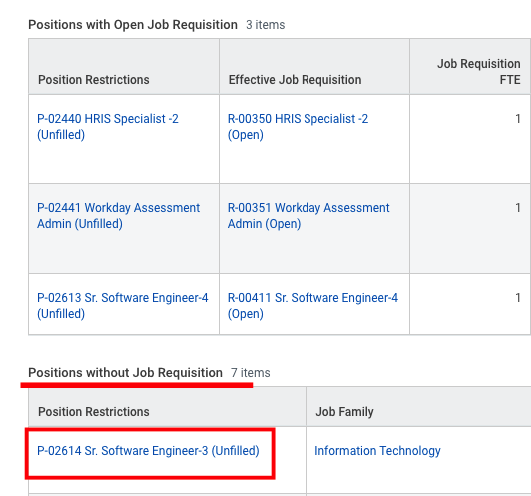 Positions with Open Job Requisition 3 items
Job Requisition
Position Restrictions Effective Job Requisition FTE
P-02440 HRIS Specialist -2 R-00350 HRIS Specialist -2 1
(Unfilled) (Open)
P-02441 Workday Assessment R-00351 Workday Assessment 1
Admin (Unfilled) Admin (Open)
P-02613 Sr. Software Engineer-4 R-00411 Sr. Software Engineer-4 1
(Unfilled) (Open)
Positions without Job Requisition 7 items
Position Restrictions Job Family
P-02614 Sr. Software Engineer-3 (Unfilled) Information Technology